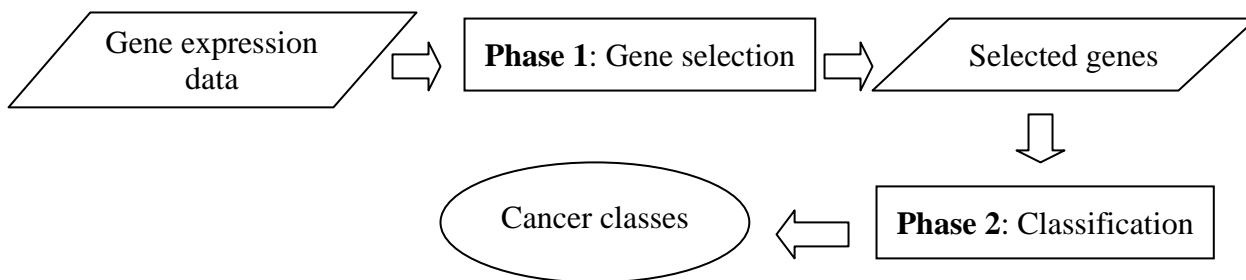 Gene expression
data
Phase 1: Gene selection
Selected genes
Phase 2: Classification
Cancer classes